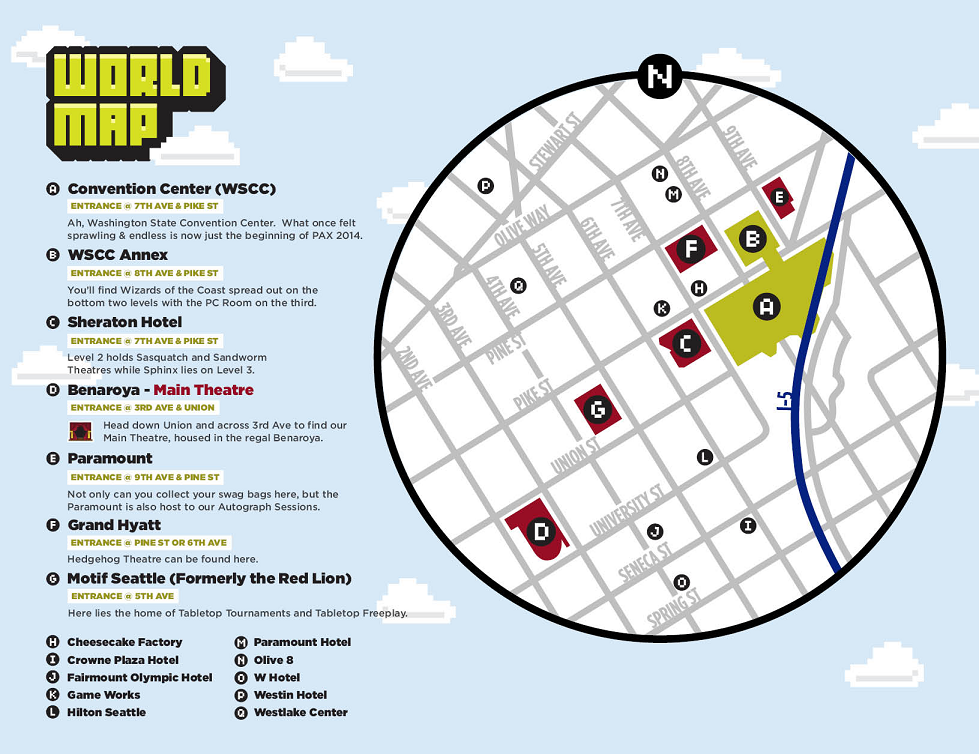 WORLD
MAP
A Convention Center (WSCC)
ENTRANCE @ 7TH AVE & PIKE ST
Ah, Washington State Convention Center. What once felt
sprawling & endless is now just the beginning of PAX 2014.
B WSCC Annex
ENTRANCE @ 8TH AVE & PIKE ST
You'll find Wizards of the Coast spread out on the
bottom two levels with the PC Room on the third.
C Sheraton Hotel
ENTRANCE @ 7TH AVE & PIKE ST
Level 2 holds Sasquatch and Sandworm
Theatres while Sphinx lies on Level 3.
D Benaroya - Main Theatre
ENTRANCE @ 3RD AVE & UNION
Head down Union and across 3rd Ave to find our
Main Theatre, housed in the regal Benaroya.
E Paramount
ENTRANCE @ 9TH AVE & PINE ST
Not only can you collect your swag bags here, but the
Paramount is also host to our Autograph Sessions.
F Grand Hyatt
ENTRANCE @ PINE ST OR 6TH AVE
Hedgehog Theatre can be found here.
G Motif Seattle (Formerly the Red Lion)
ENTRANCE @ 5TH AVE
Here lies the home of Tabletop Tournaments and Tabletop Freeplay.
H Cheesecake Factory
I Crowne Plaza Hotel
J Fairmount Olympic Hotel
K Game Works
L Hilton Seattle
M Paramount Hotel
N Olive 8
O W Hotel
P Westin Hotel
Q Westlake Center
N
STEWART ST
9TH AVE
8TH AVE
7TH AVE
6TH AVE
OLIVE WAY
5TH AVE
4TH AVE
3RD AVE
2ND AVE
PINE ST
PIKE ST
UNION ST
UNIVERSITY ST
SENECA ST
SPRING ST
I-5
P
N
M
E
B
F
Q
H
K
A
C
G
L
D
J
I
O